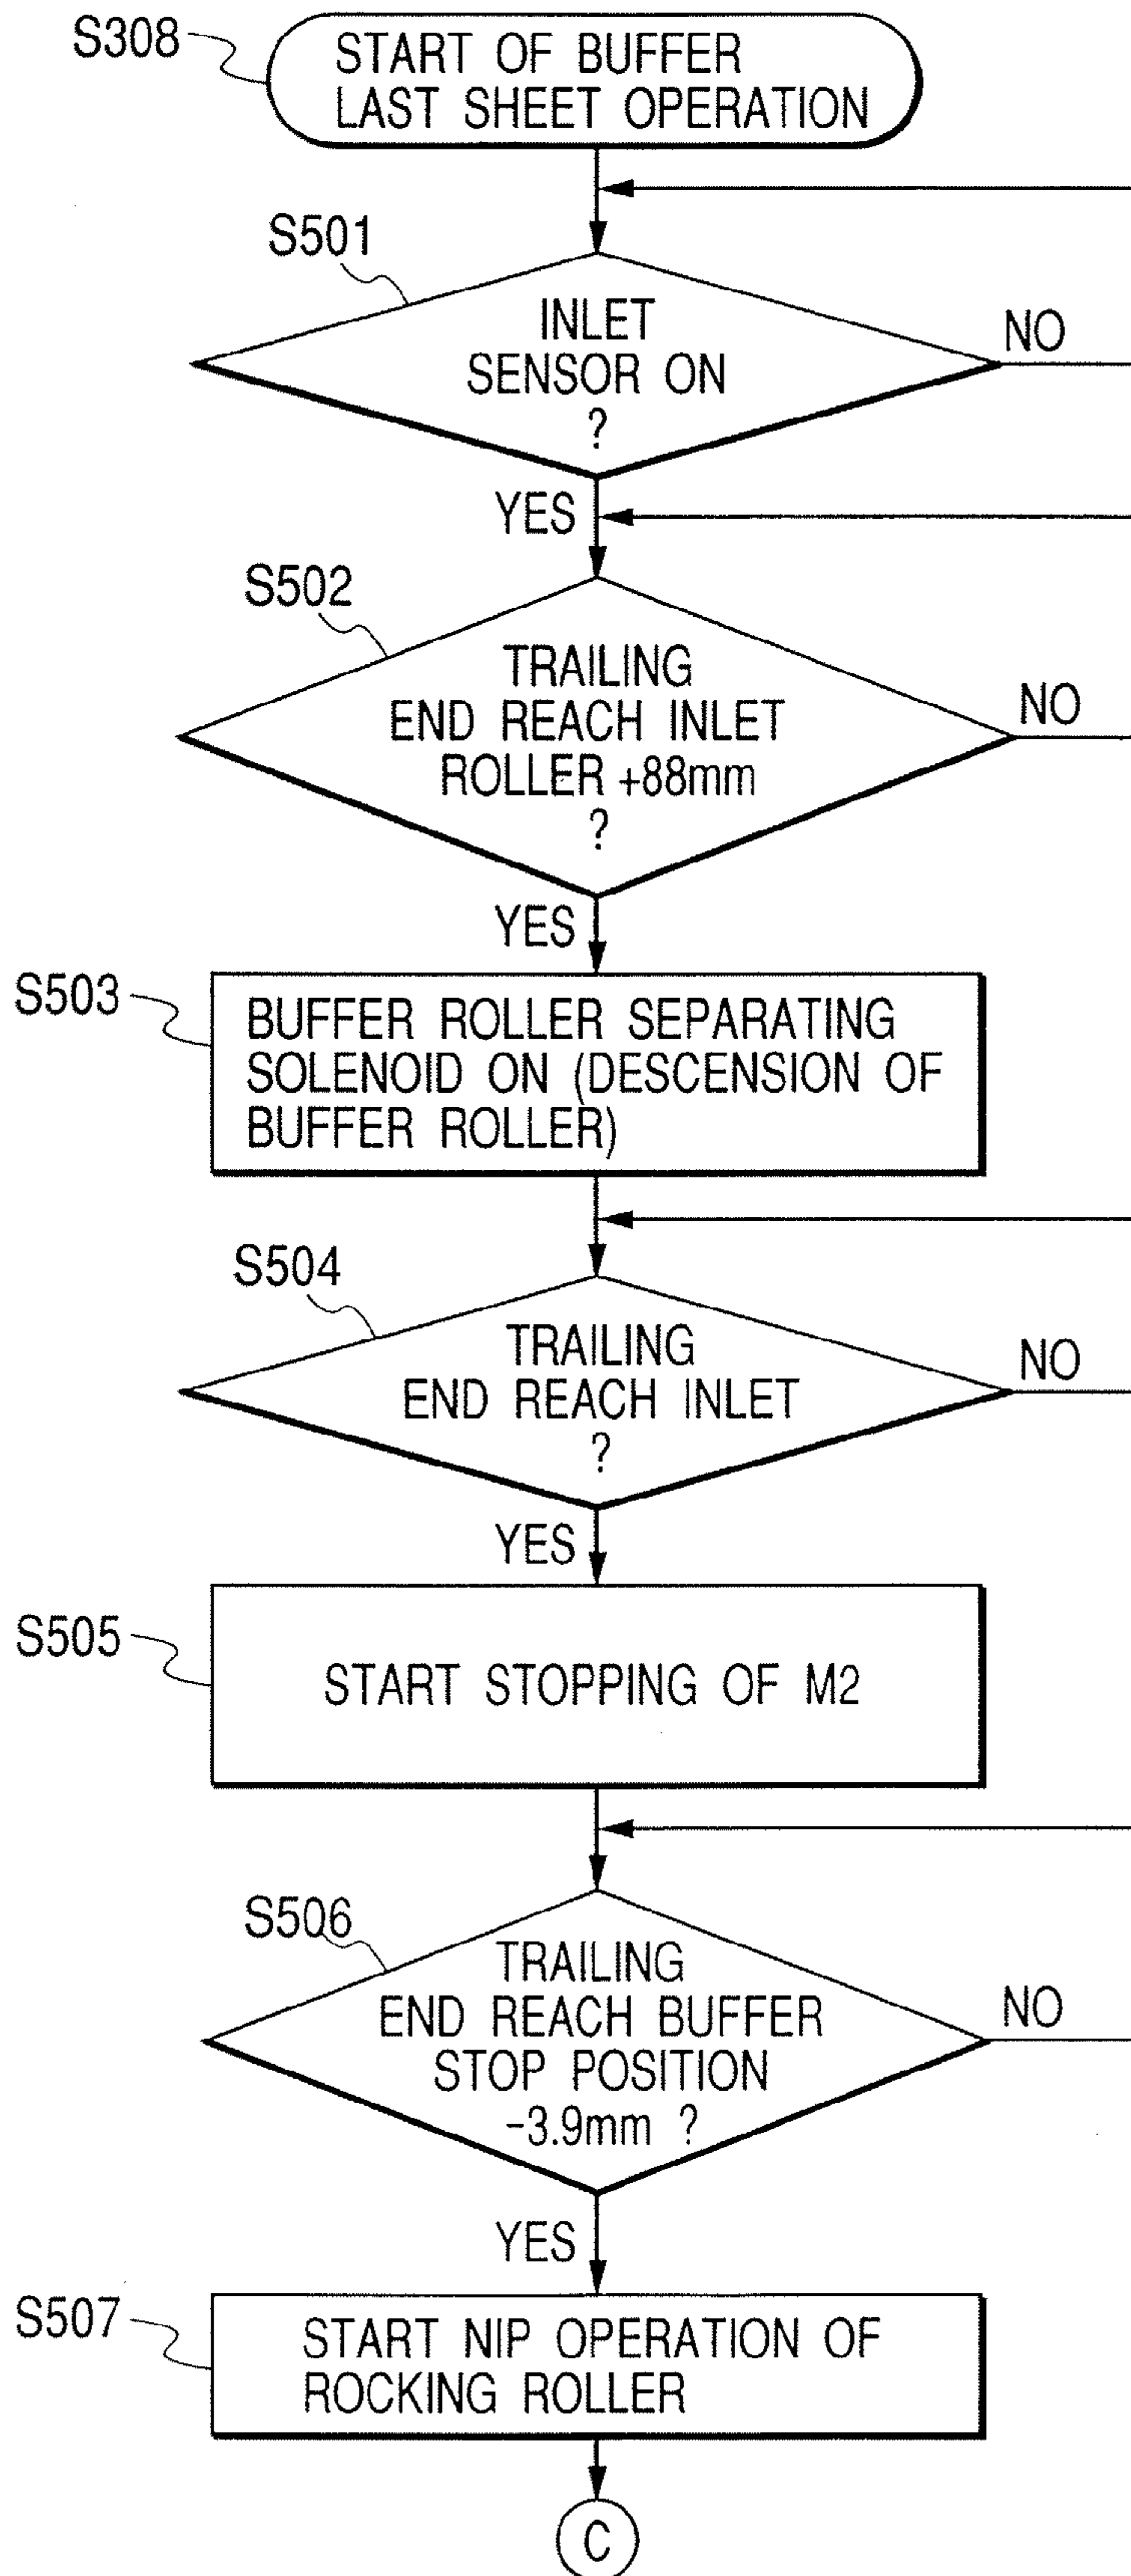 S308
START OF BUFFER
LAST SHEET OPERATION
S501
INLET
SENSOR ON
?
NO
YES
S502
TRAILING
END REACH INLET
ROLLER +88mm
?
NO
YES
S503
BUFFER ROLLER SEPARATING
SOLENOID ON (DESCENSION OF
BUFFER ROLLER)
S504
TRAILING
END REACH INLET
?
NO
YES
S505
START STOPPING OF M2
S506
TRAILING
END REACH BUFFER
STOP POSITION
-3.9mm ?
NO
YES
S507
START NIP OPERATION OF
ROCKING ROLLER
C